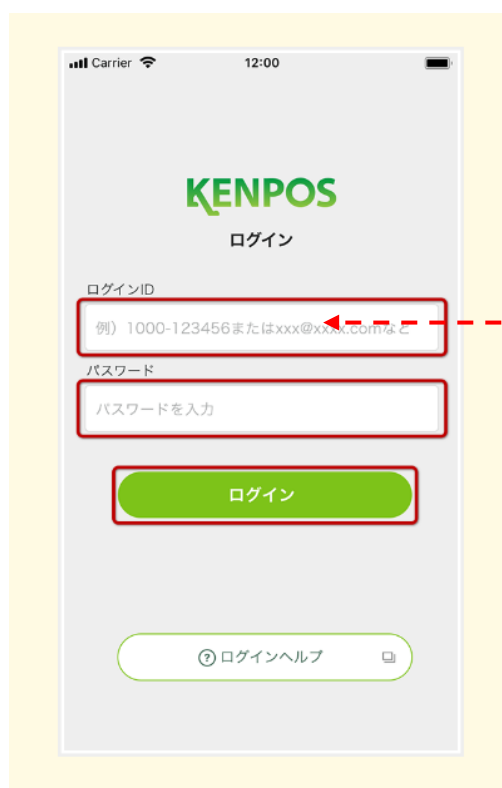 Carrier 12:00
KENPOS
ログイン
ログインID
例）1000-123456またはxxx@xxxx.comなど
パスワード
パスワードを入力
ログイン
? ログインヘルプ